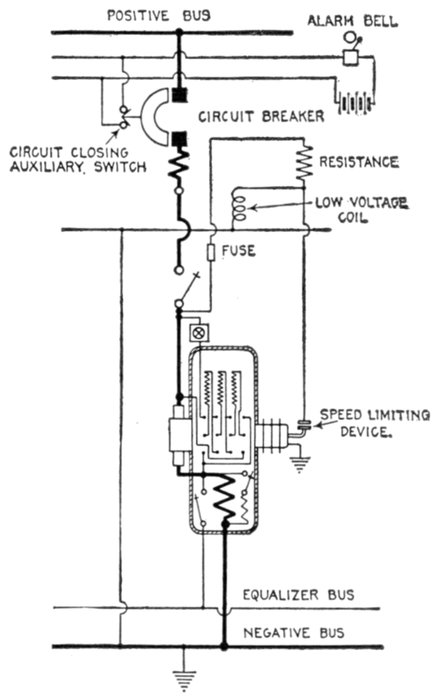 POSITIVE BUS
ALARM BELL
CIRCUIT BREAKER
CIRCUIT CLOSING
AUXILIARY SWITCH
RESISTANCE
LOW VOLTAGE
COIL
FUSE
SPEED LIMITING
DEVICE.
EQUALIZER BUS
NEGATIVE BUS